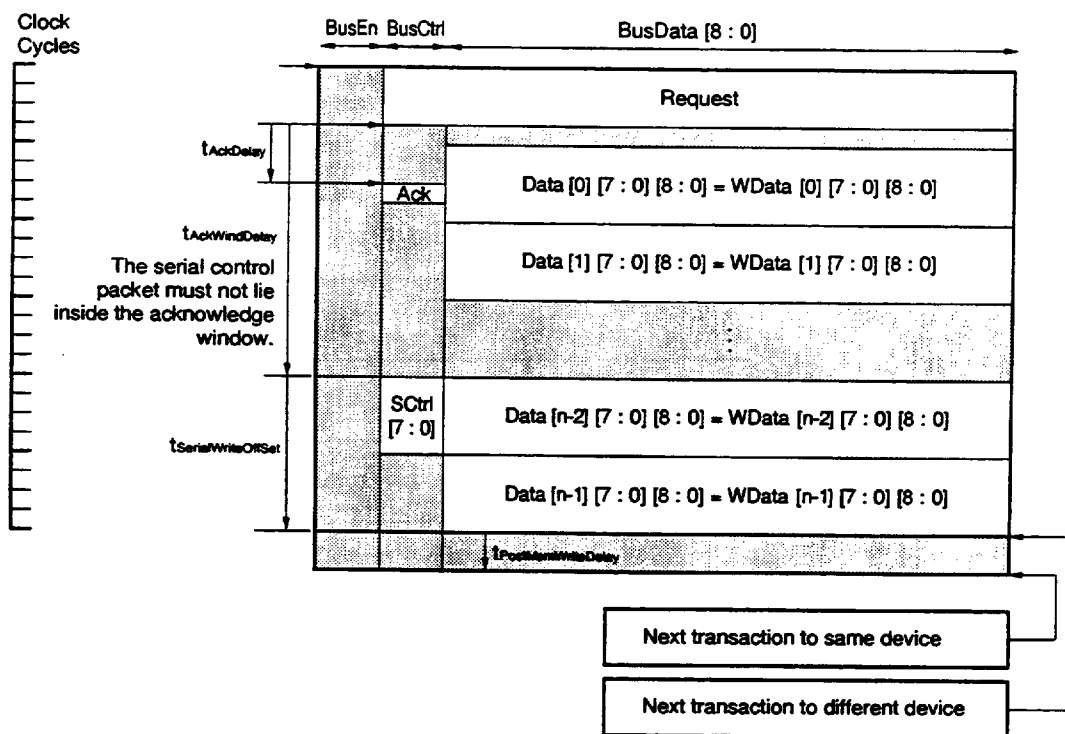 Clock
Cycles
BusEn BusCtrl BusData [8 : 0]
Request
tAckDelay
Data [0] [7 : 0] [8 : 0] = WData [0] [7 : 0] [8 : 0]
Ack
tAckWindDelay
The serial control
packet must not lie
inside the acknowledge
window.
Data [1] [7 : 0] [8 : 0] = WData [1] [7 : 0] [8 : 0]
SCtrl
[7 : 0]
Data [n-2] [7 : 0] [8 : 0] = WData [n-2] [7 : 0] [8 : 0]
tSerialWriteOffSet
Data [n-1] [7 : 0] [8 : 0] = WData [n-1] [7 : 0] [8 : 0]
tPostMemWriteDelay
Next transaction to same device
Next transaction to different device